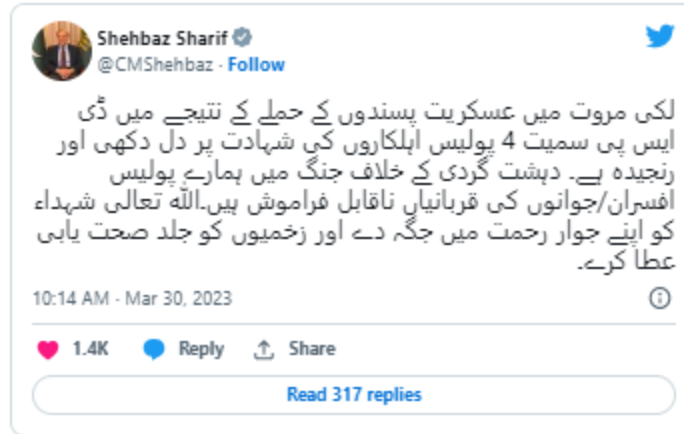 Shehbaz Sharif
@CMShehbaz · Follow
لکی مروت میں عسکریت پسندوں کے حملے کے نتیجے میں ڈی
ایس پی سمیت 4 پولیس اہلکاروں کی شہادت پر دل دکھی اور
رنجیدہ ہے۔ دہشت گردی کے خلاف جنگ میں ہمارے پولیس
افسران/جوانوں کی قربانیاں ناقابل فراموش ہیں۔اللّٰہ تعالی شہداء
کو اپنے جوار رحمت میں جگہ دے اور زخمیوں کو جلد صحت یابی
عطا کرے۔
10:14 AM · Mar 30, 2023
1.4K Reply Share
Read 317 replies